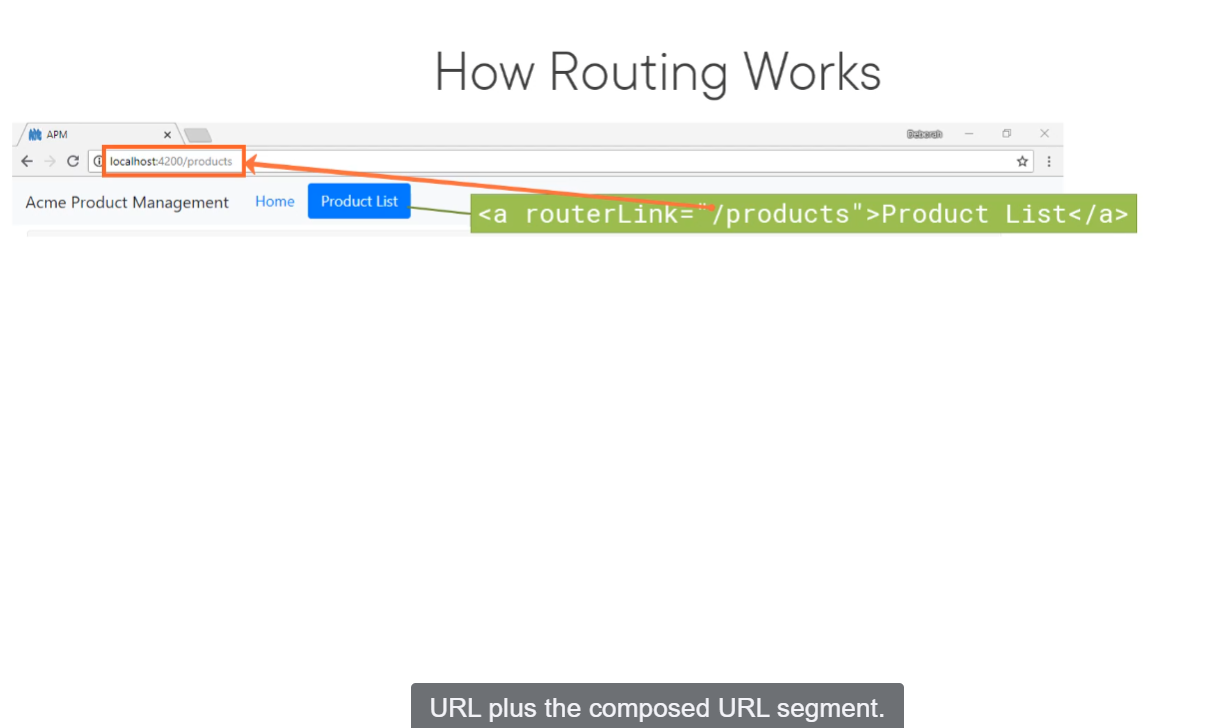 How Routing Works
APM
Deborah
localhost:4200/products
Acme Product Management Home Product List
<a routerLink="/products">Product List</a>
URL plus the composed URL segment.